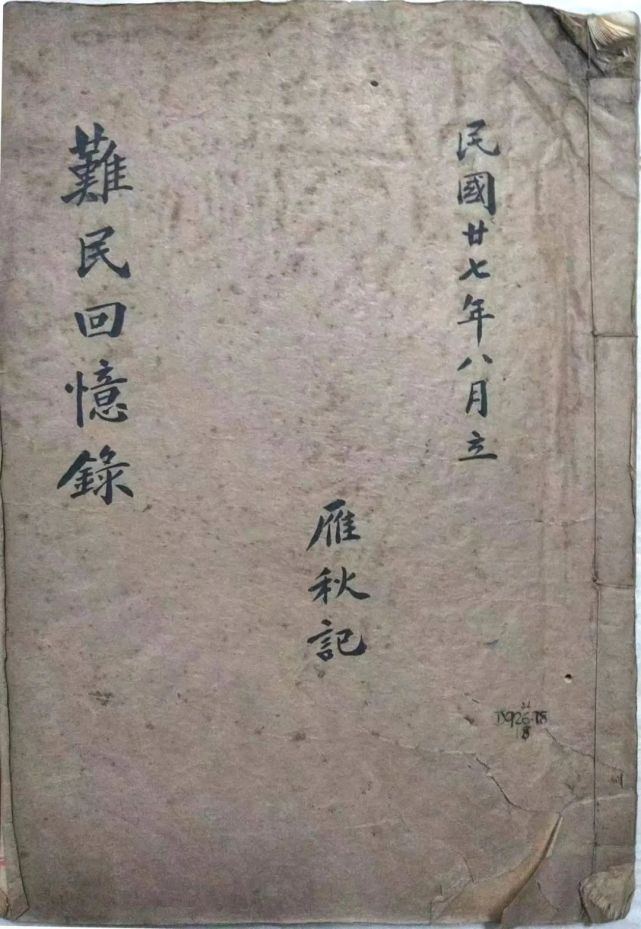 民國廿七年八月立
雁秋記
難民回憶錄